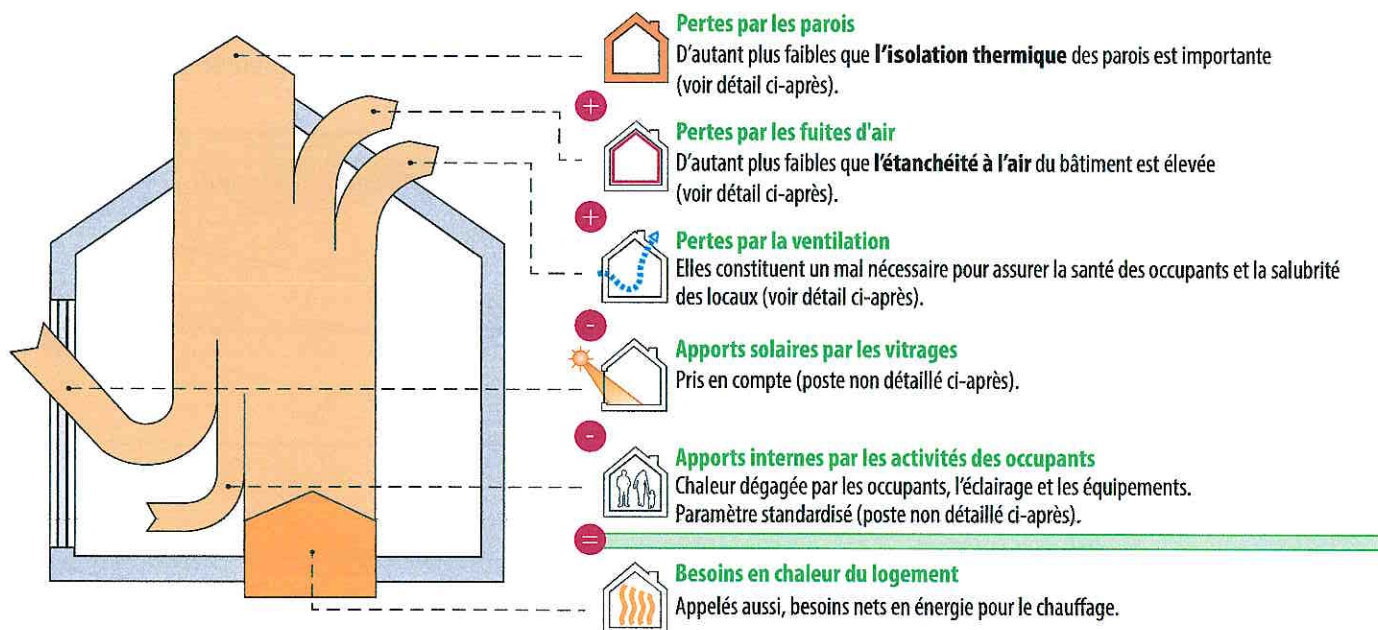 Pertes par les parois
D'autant plus faibles que l'isolation thermique des parois est importante
(voir détail ci-après).
+
Pertes par les fuites d'air
D'autant plus faibles que l'étanchéité à l'air du bâtiment est élevée
(voir détail ci-après).
+
Pertes par la ventilation
Elles constituent un mal nécessaire pour assurer la santé des occupants et la salubrité
des locaux (voir détail ci-après).
-
Apports solaires par les vitrages
Pris en compte (poste non détaillé ci-après).
-
Apports internes par les activités des occupants
Chaleur dégagée par les occupants, l'éclairage et les équipements.
Paramètre standardisé (poste non détaillé ci-après).
=
Besoins en chaleur du logement
Appelés aussi, besoins nets en énergie pour le chauffage.